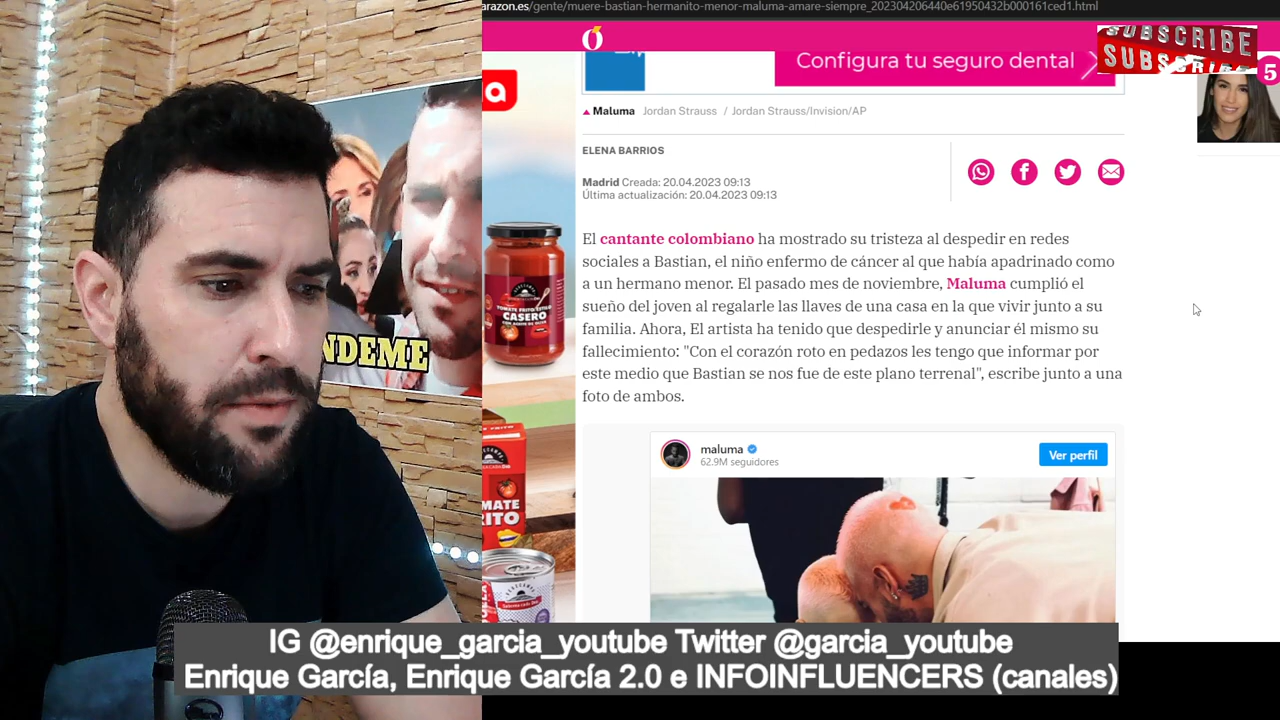 arazon.es/gente/muere-bastian-hermanito-menor-maluma-amare-siempre_202304206440e61950432b000161ced1.html
SUBSCRIBE
SUBSCRIBE
Configura tu seguro dental
5
a
Maluma Jordan Strauss / Jordan Strauss/Invision/AP
ELENA BARRIOS
Madrid Creada: 20.04.2023 09:13
Última actualización: 20.04.2023 09:13
El cantante colombiano ha mostrado su tristeza al despedir en redes
sociales a Bastian, el niño enfermo de cáncer al que había apadrinado como
a un hermano menor. El pasado mes de noviembre, Maluma cumplió el
sueño del joven al regalarle las llaves de una casa en la que vivir junto a su
familia. Ahora, El artista ha tenido que despedirle y anunciar él mismo su
fallecimiento: "Con el corazón roto en pedazos les tengo que informar por
este medio que Bastian se nos fue de este plano terrenal", escribe junto a una
foto de ambos.
TOMATE FRITO ESTILO
CASERO
NDEME
maluma
62.9M seguidores
Ver perfil
MATE
ITO
IG @enrique_garcia_youtube Twitter @garcia_youtube
Enrique García, Enrique García 2.0 e INFOINFLUENCERS (canales)